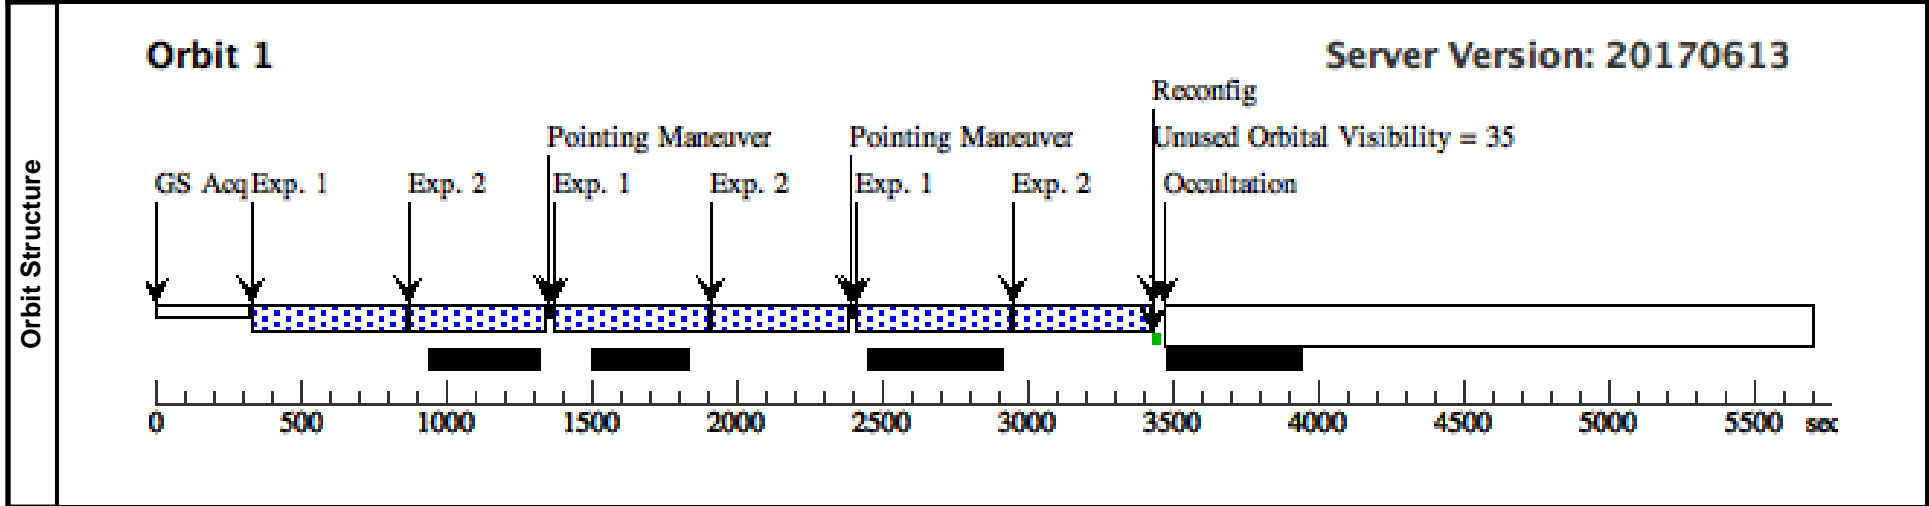 Orbit Structure
Orbit 1
Server Version: 20170613
Reconfig
Pointing Maneuver
Pointing Maneuver
Unused Orbital Visibility = 35
GS Acq
Exp. 1
Exp. 2
Exp. 1
Exp. 2
Exp. 1
Exp. 2
Occultation
0 500 1000 1500 2000 2500 3000 3500 4000 4500 5000 5500 sec